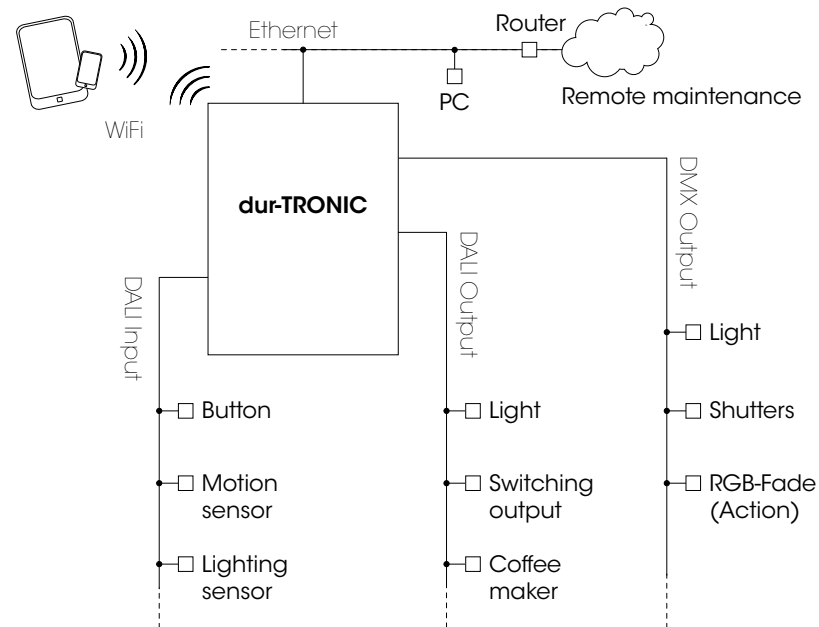 Ethernet
Router
PC
Remote maintenance
WiFi
dur-TRONIC
DALI Input
DALI Output
DMX Output
Button
Motion
sensor
Lighting
sensor
Light
Switching
output
Coffee
maker
Light
Shutters
RGB-Fade
(Action)